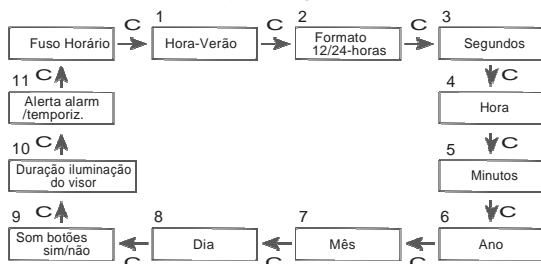 1
2
3
C
C
C
Fuso Horário
Hora-Verão
Formato
12/24-horas
Segundos
11
C
C
4
Alerta alarm
/temporiz.
Hora
10
C
C
5
Duração iluminação
do visor
Minutos
9
C
8
7
C
6
Som botões
sim/não
Dia
Mês
Ano
C
C
C